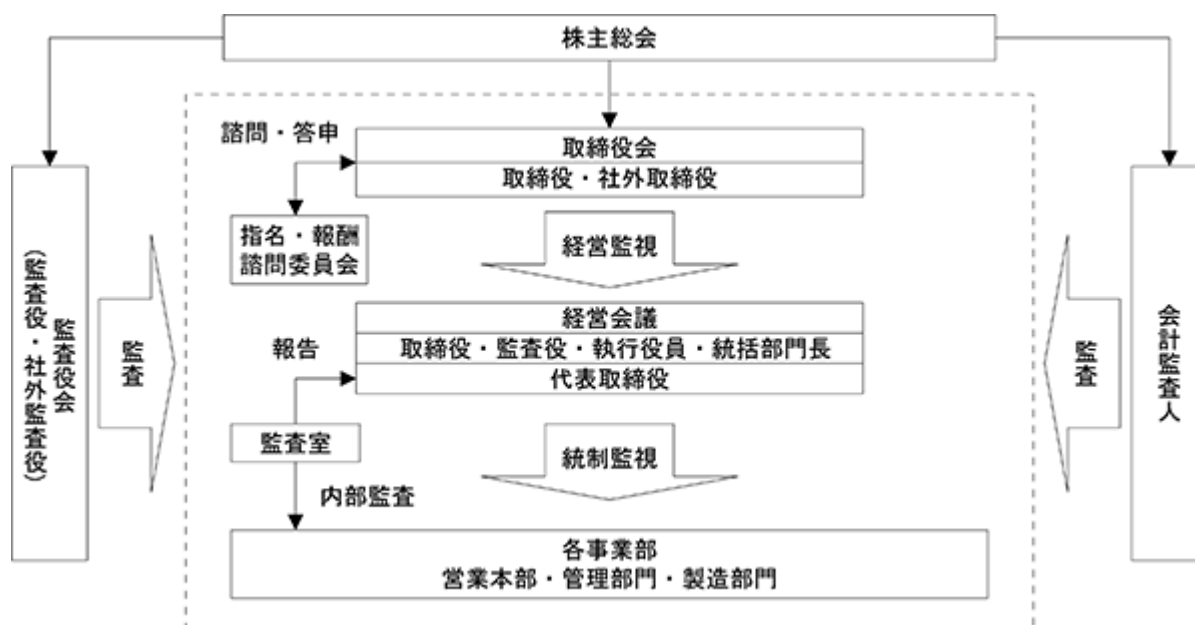 株主総会
諮問・答申
取締役会
取締役・社外取締役
指名・報酬
諮問委員会
経営監視
監査役会
（監査役・社外監査役）
監査
経営会議
取締役・監査役・執行役員・統括部門長
代表取締役
報告
監査室
統制監視
内部監査
各事業部
営業本部・管理部門・製造部門
監査
会計監査人